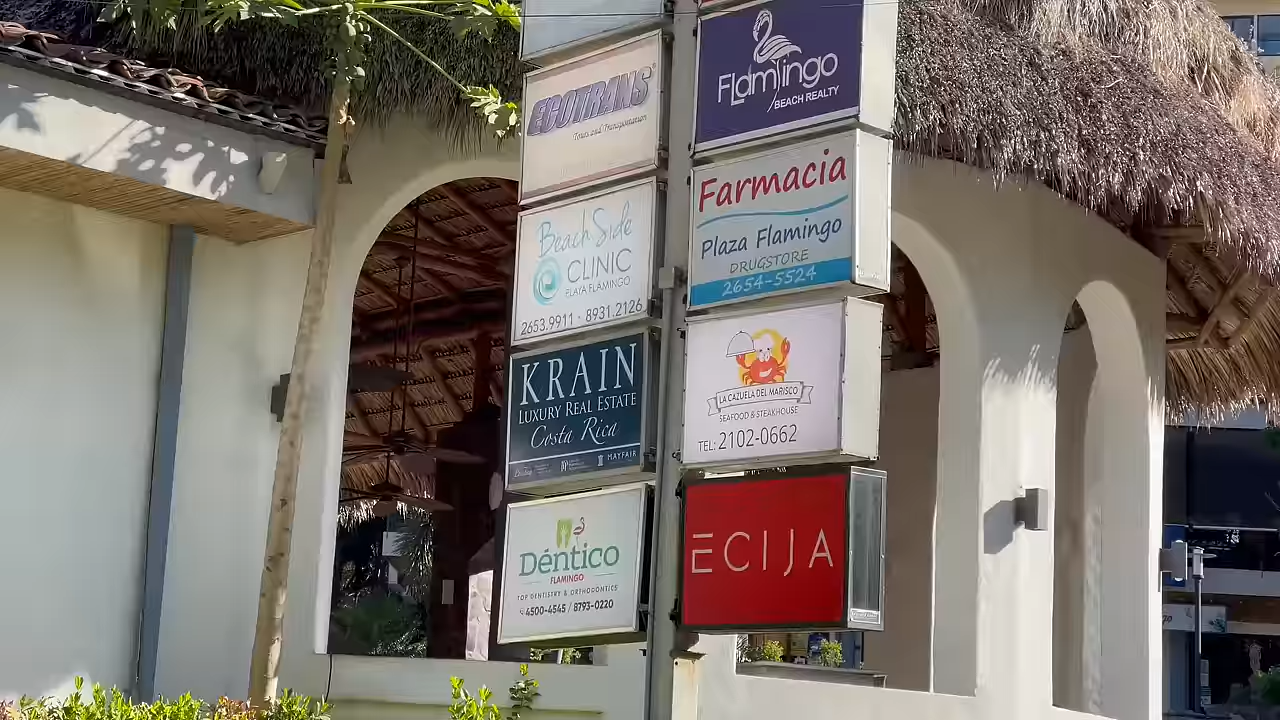 ECOTRANS
Tours and Transportation
Beach Side
CLINIC
PLAYA FLAMINGO
2653.9911 · 8931.2126
KRAIN
LUXURY REAL ESTATE
Costa Rica
MAYFAIR
Déntico
FLAMINGO
TOP DENTISTRY & ORTHODONTICS
4500-4545 / 8793-0220
Flamingo
BEACH REALTY
Farmacia
Plaza Flamingo
DRUGSTORE
2654-5524
LA CAZUELA DEL MARISCO
SEAFOOD & STEAKHOUSE
TEL: 2102-0662
ECIJA